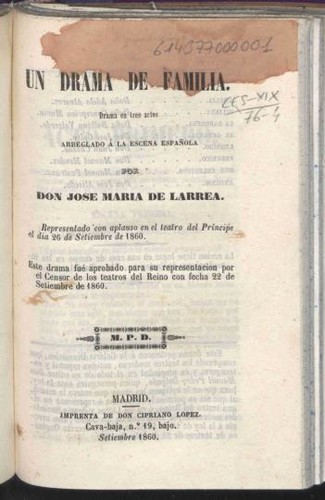 614377000001
UN DRAMA DE FAMILIA.
CES-XIX
76-4
Drama en tres actos
ARREGLADO Á LA ESCENA ESPAÑOLA
POR
DON JOSE MARIA DE LARREA.
Representado con aplauso en el teatro del Príncipe
el dia 26 de Setiembre de 1860.
Este drama fué aprobado para su representacion por
el Censor de los teatros del Reino con fecha 22 de
Setiembre de 1860.
M. P. D.
MADRID.
IMPRENTA DE DON CIPRIANO LOPEZ.
Cava-baja, n.º 19, bajo.
Setiembre 1860.